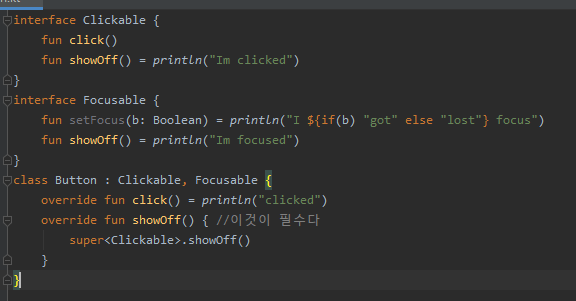 interface Clickable {
    fun click()
    fun showOff() = println("Im clicked")
}
interface Focusable {
    fun setFocus(b: Boolean) = println("I ${if(b) "got" else "lost"} focus")
    fun showOff() = println("Im focused")
}
class Button : Clickable, Focusable {
    override fun click() = println("clicked")
    override fun showOff() { //이것이 필수다
        super<Clickable>.showOff()
    }
}